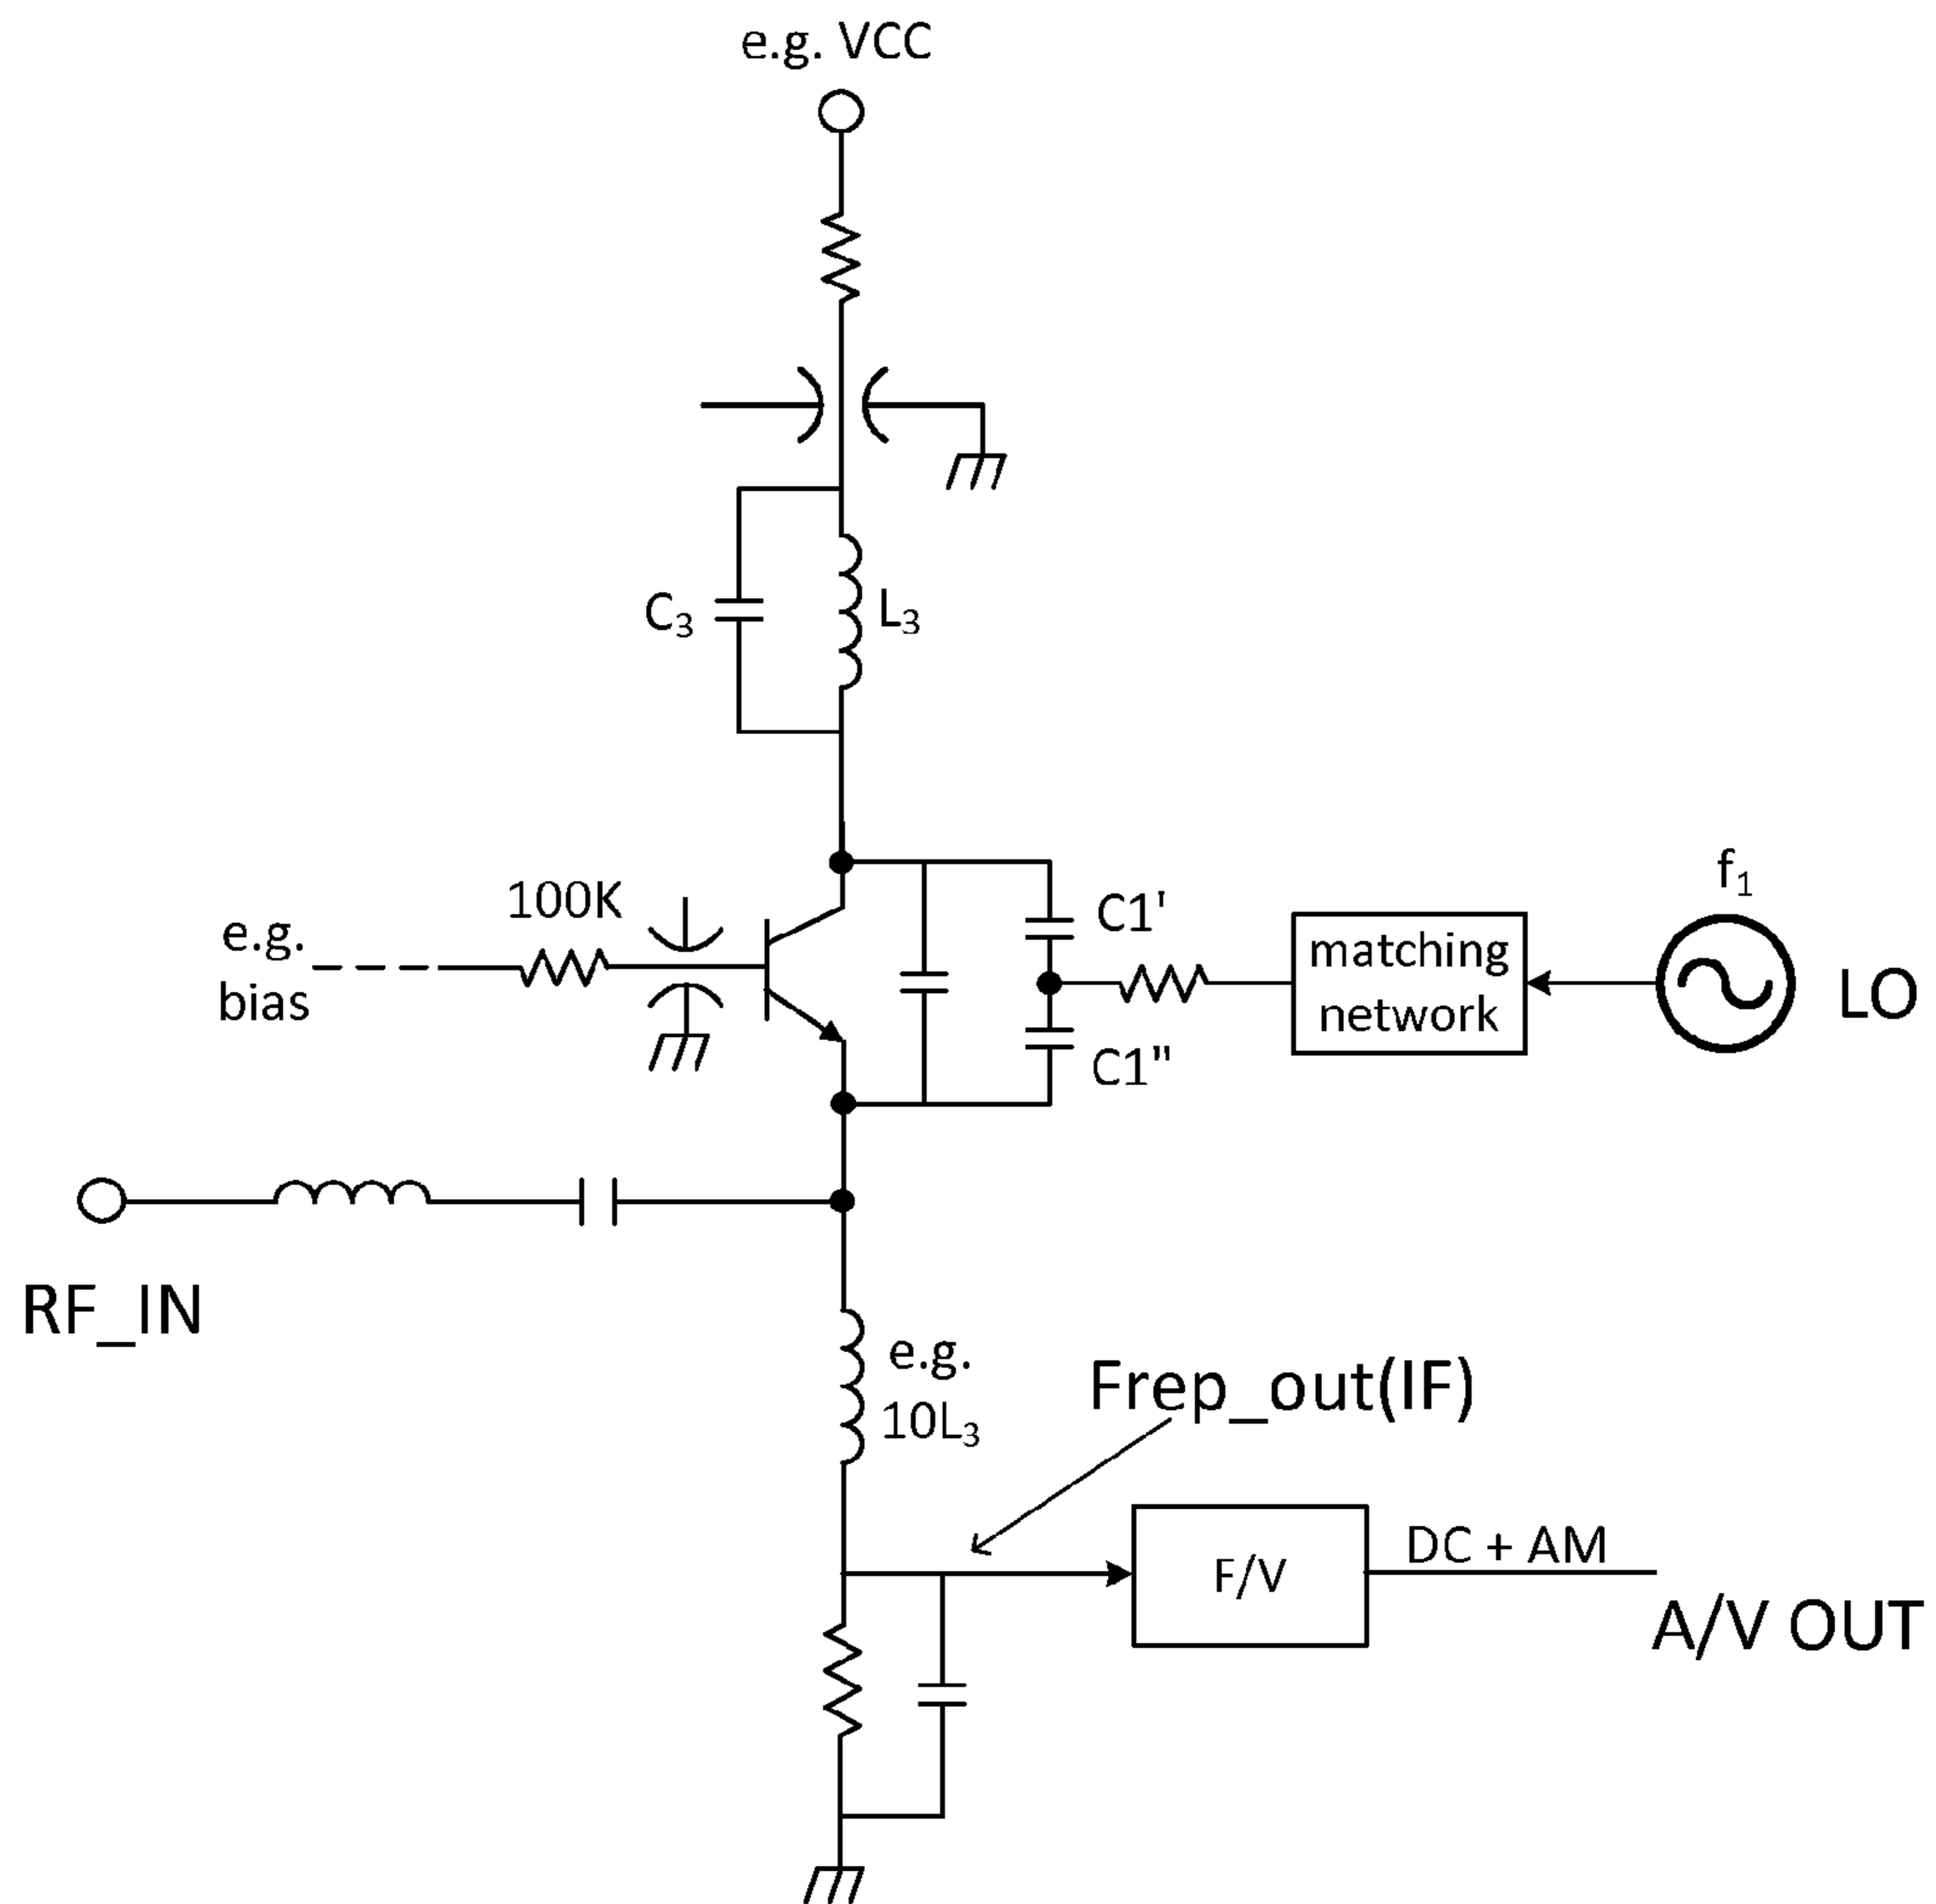 e.g. VCC
C₃
L₃
100K
e.g.
bias
C1'
C1"
matching
network
f₁
LO
RF_IN
e.g.
10L₃
Frep_out(IF)
F/V
DC + AM
A/V OUT